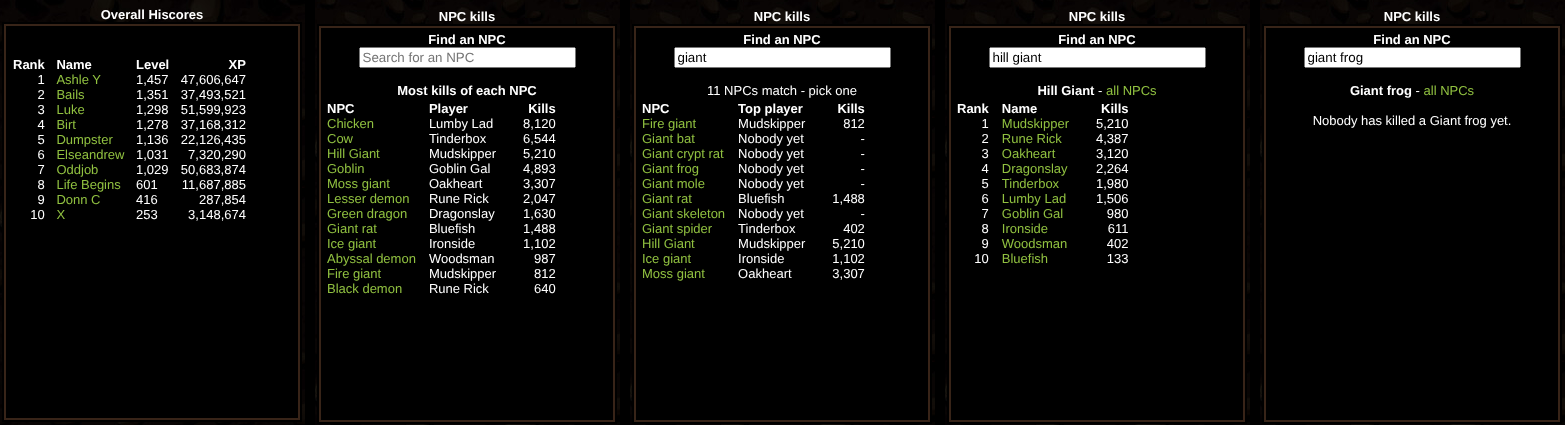 Overall Hiscores
Rank Name Level XP
1 Ashle Y 1,457 47,606,647
2 Bails 1,351 37,493,521
3 Luke 1,298 51,599,923
4 Birt 1,278 37,168,312
5 Dumpster 1,136 22,126,435
6 Elseandrew 1,031 7,320,290
7 Oddjob 1,029 50,683,874
8 Life Begins 601 11,687,885
9 Donn C 416 287,854
10 X 253 3,148,674
NPC kills
Find an NPC
Search for an NPC
Most kills of each NPC
NPC Player Kills
Chicken Lumby Lad 8,120
Cow Tinderbox 6,544
Hill Giant Mudskipper 5,210
Goblin Goblin Gal 4,893
Moss giant Oakheart 3,307
Lesser demon Rune Rick 2,047
Green dragon Dragonslay 1,630
Giant rat Bluefish 1,488
Ice giant Ironside 1,102
Abyssal demon Woodsman 987
Fire giant Mudskipper 812
Black demon Rune Rick 640
NPC kills
Find an NPC
giant
11 NPCs match - pick one
NPC Top player Kills
Fire giant Mudskipper 812
Giant bat Nobody yet -
Giant crypt rat Nobody yet -
Giant frog Nobody yet -
Giant mole Nobody yet -
Giant rat Bluefish 1,488
Giant skeleton Nobody yet -
Giant spider Tinderbox 402
Hill Giant Mudskipper 5,210
Ice giant Ironside 1,102
Moss giant Oakheart 3,307
NPC kills
Find an NPC
hill giant
Hill Giant - all NPCs
Rank Name Kills
1 Mudskipper 5,210
2 Rune Rick 4,387
3 Oakheart 3,120
4 Dragonslay 2,264
5 Tinderbox 1,980
6 Lumby Lad 1,506
7 Goblin Gal 980
8 Ironside 611
9 Woodsman 402
10 Bluefish 133
NPC kills
Find an NPC
giant frog
Giant frog - all NPCs
Nobody has killed a Giant frog yet.